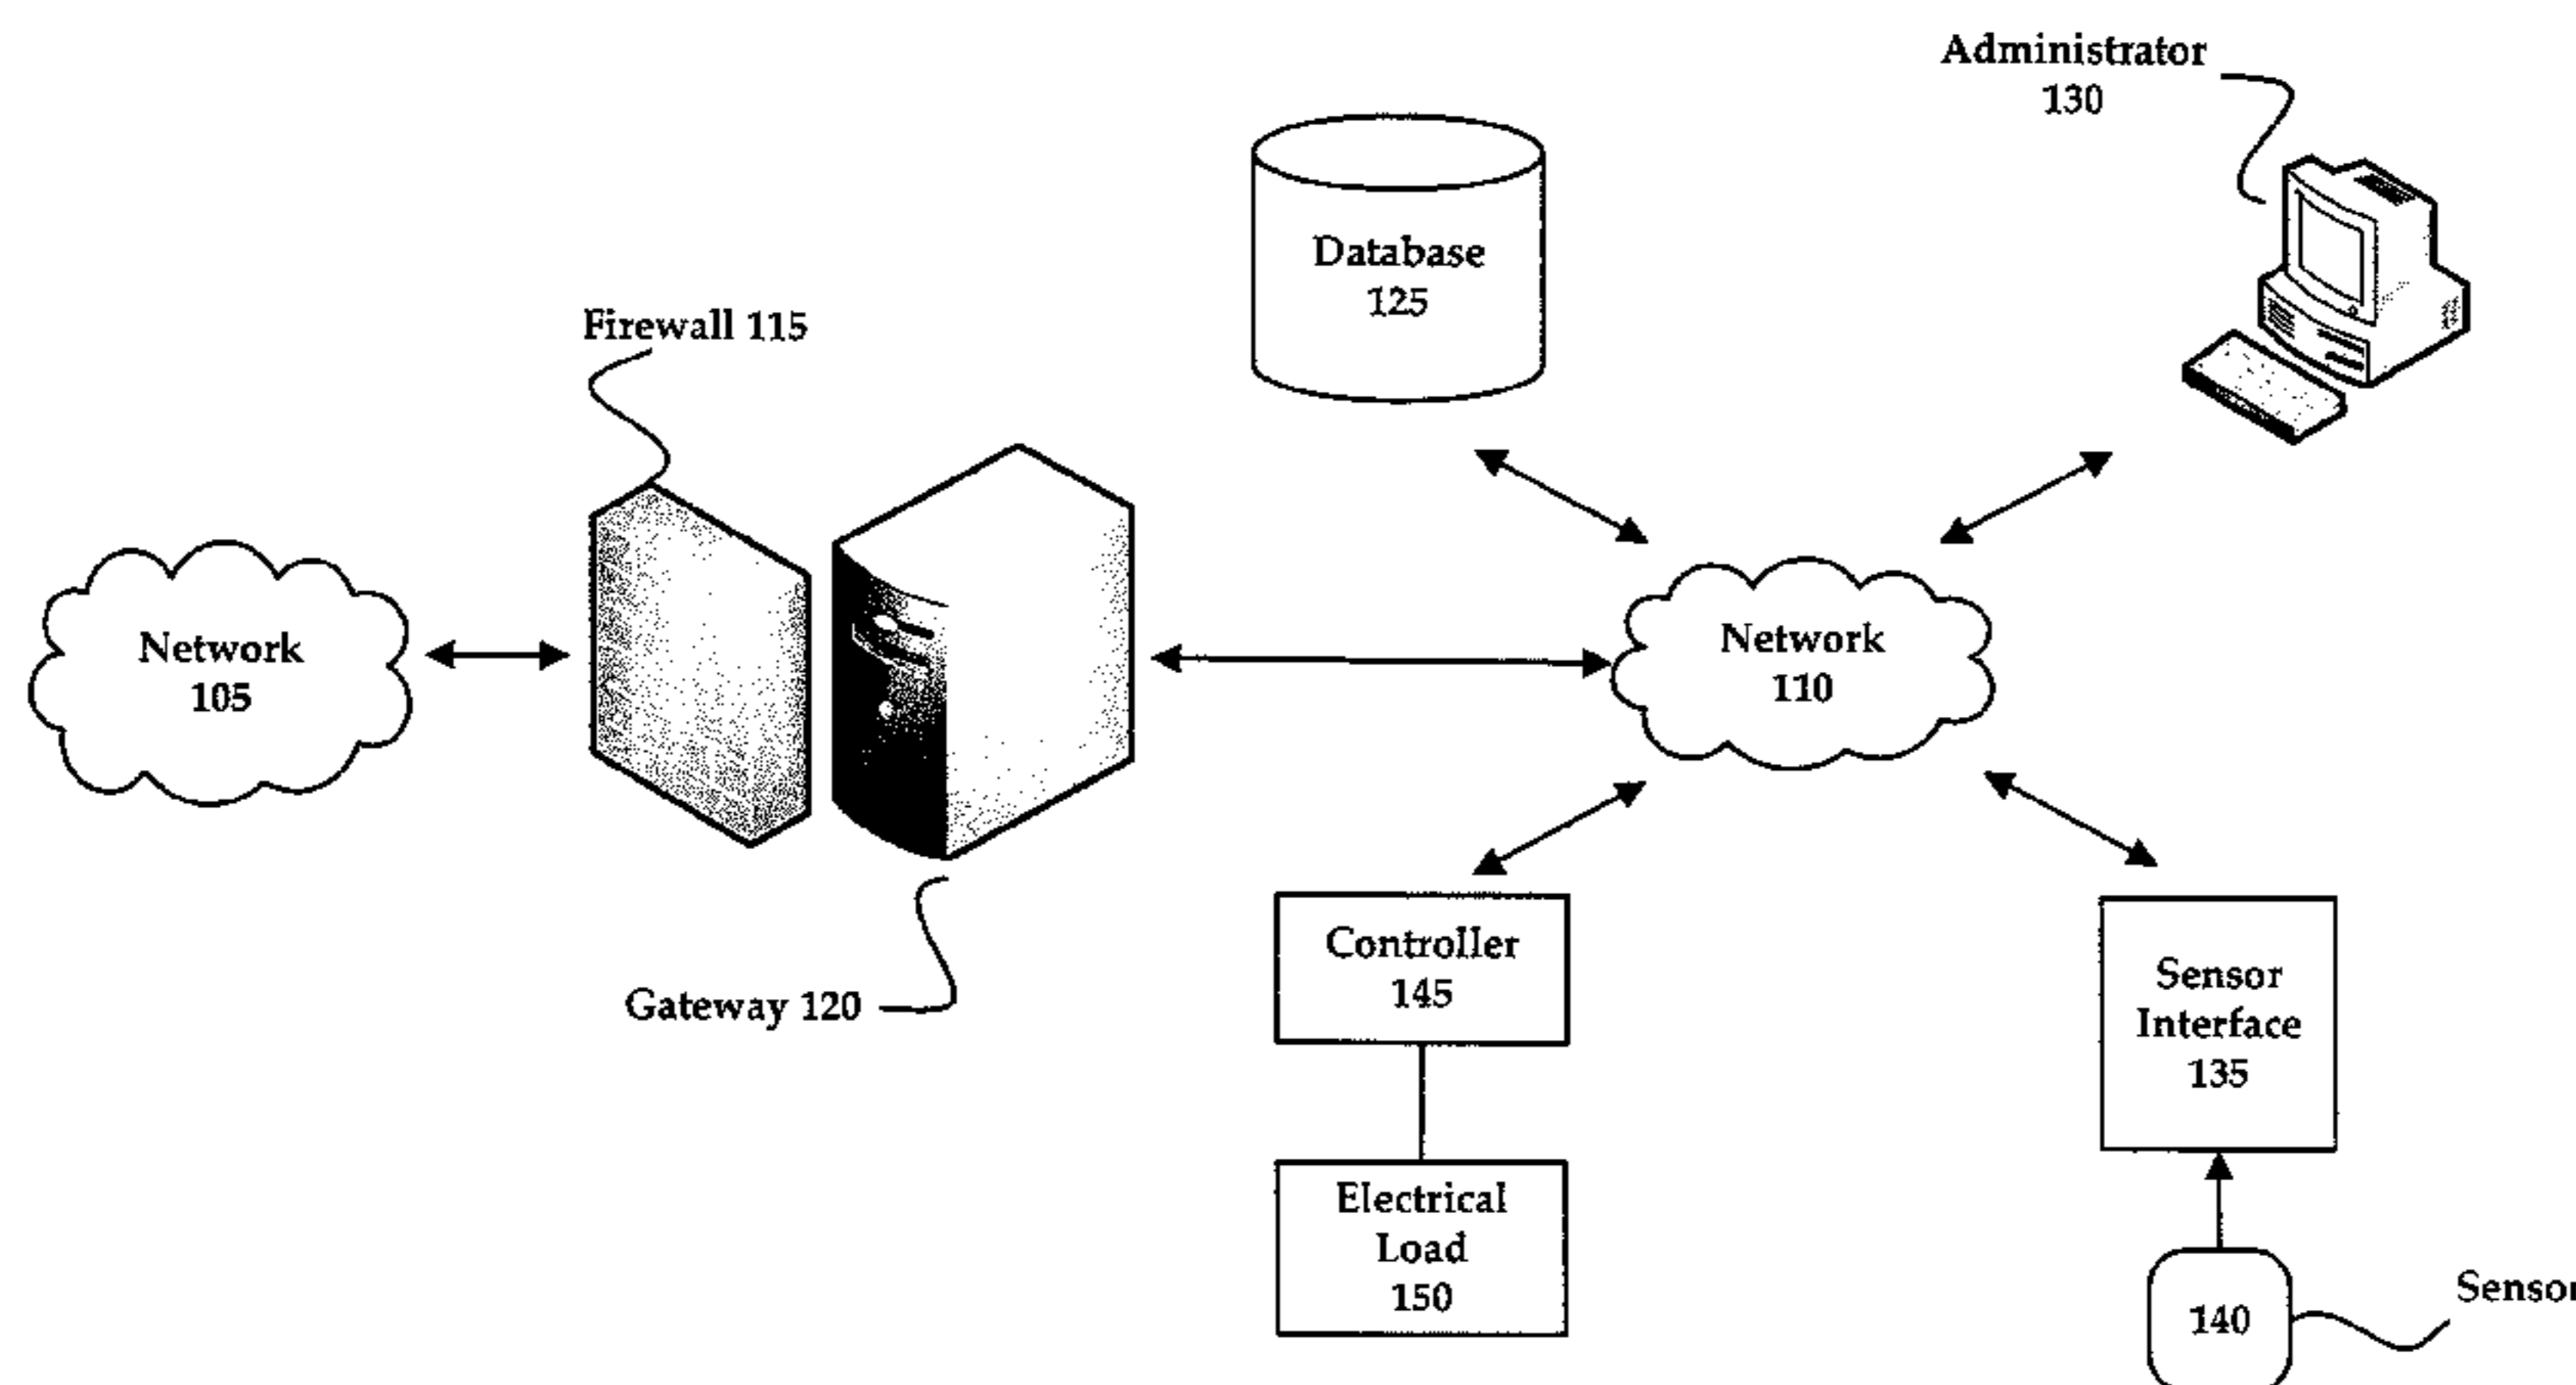 Administrator
130
Database
125
Firewall 115
Network
105
Network
110
Gateway 120
Controller
145
Sensor
Interface
135
Electrical
Load
150
140
Sensor